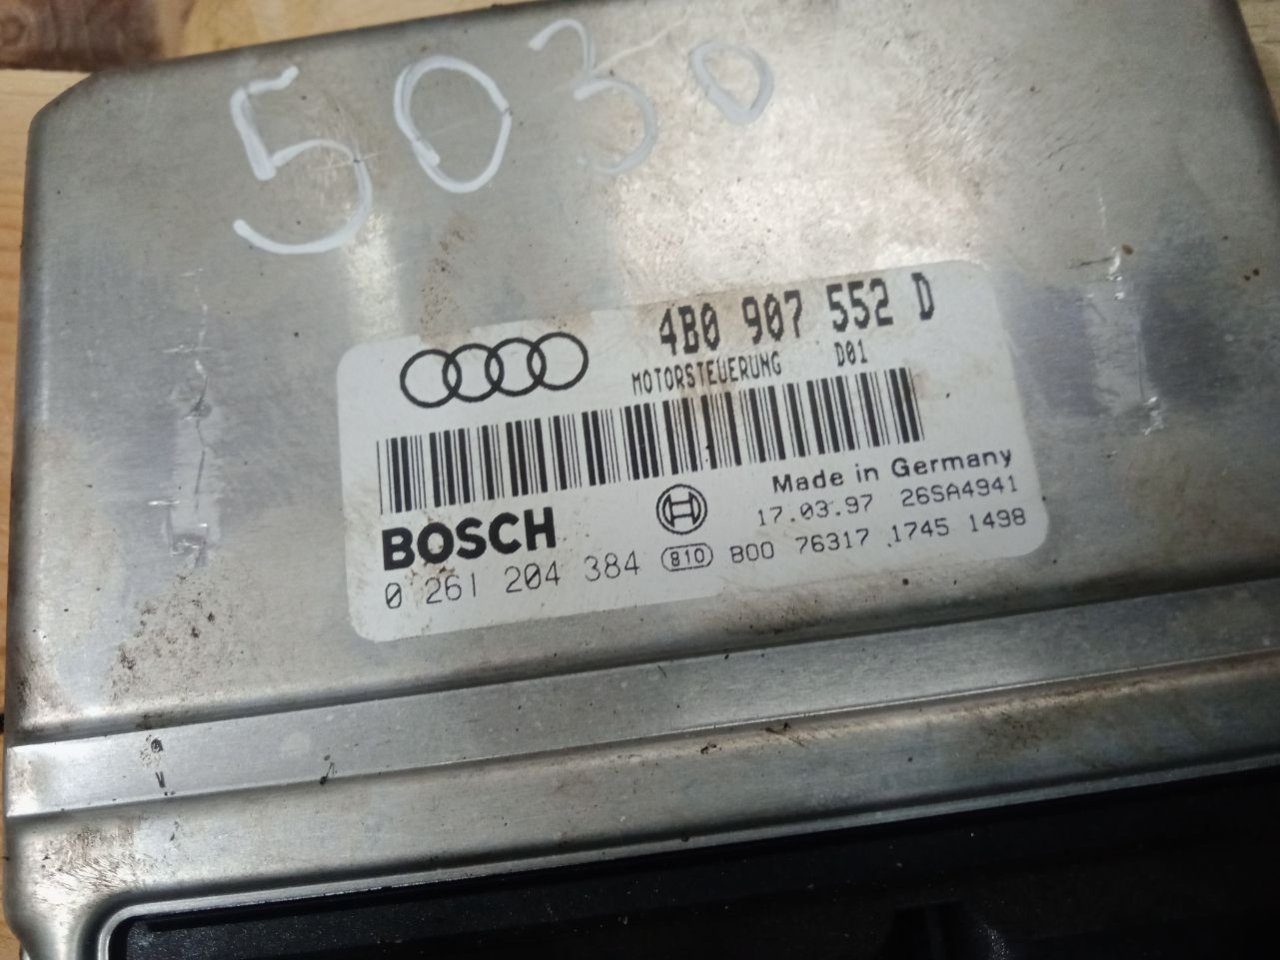 5030
4B0 907 552 D
MOTORSTEUERUNG D01
Made in Germany
BOSCH
17.03.97 26SA4941
0 261 204 384 810 B00 76317 1745 1498